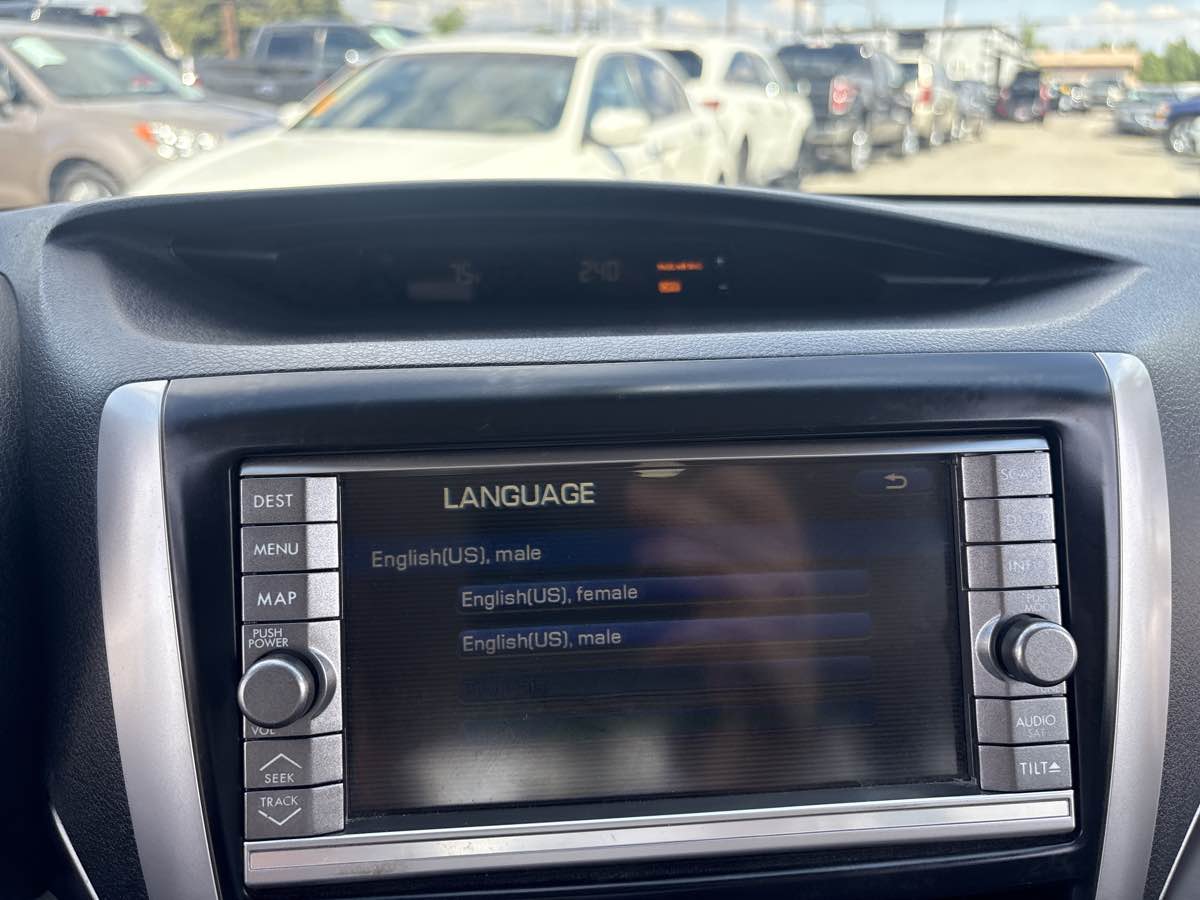 75
240
LANGUAGE
DEST
MENU
English(US), male
MAP
English(US), female
PUSH
POWER
English(US), male
VOL
AUDIO
SAT
SEEK
TILT
TRACK